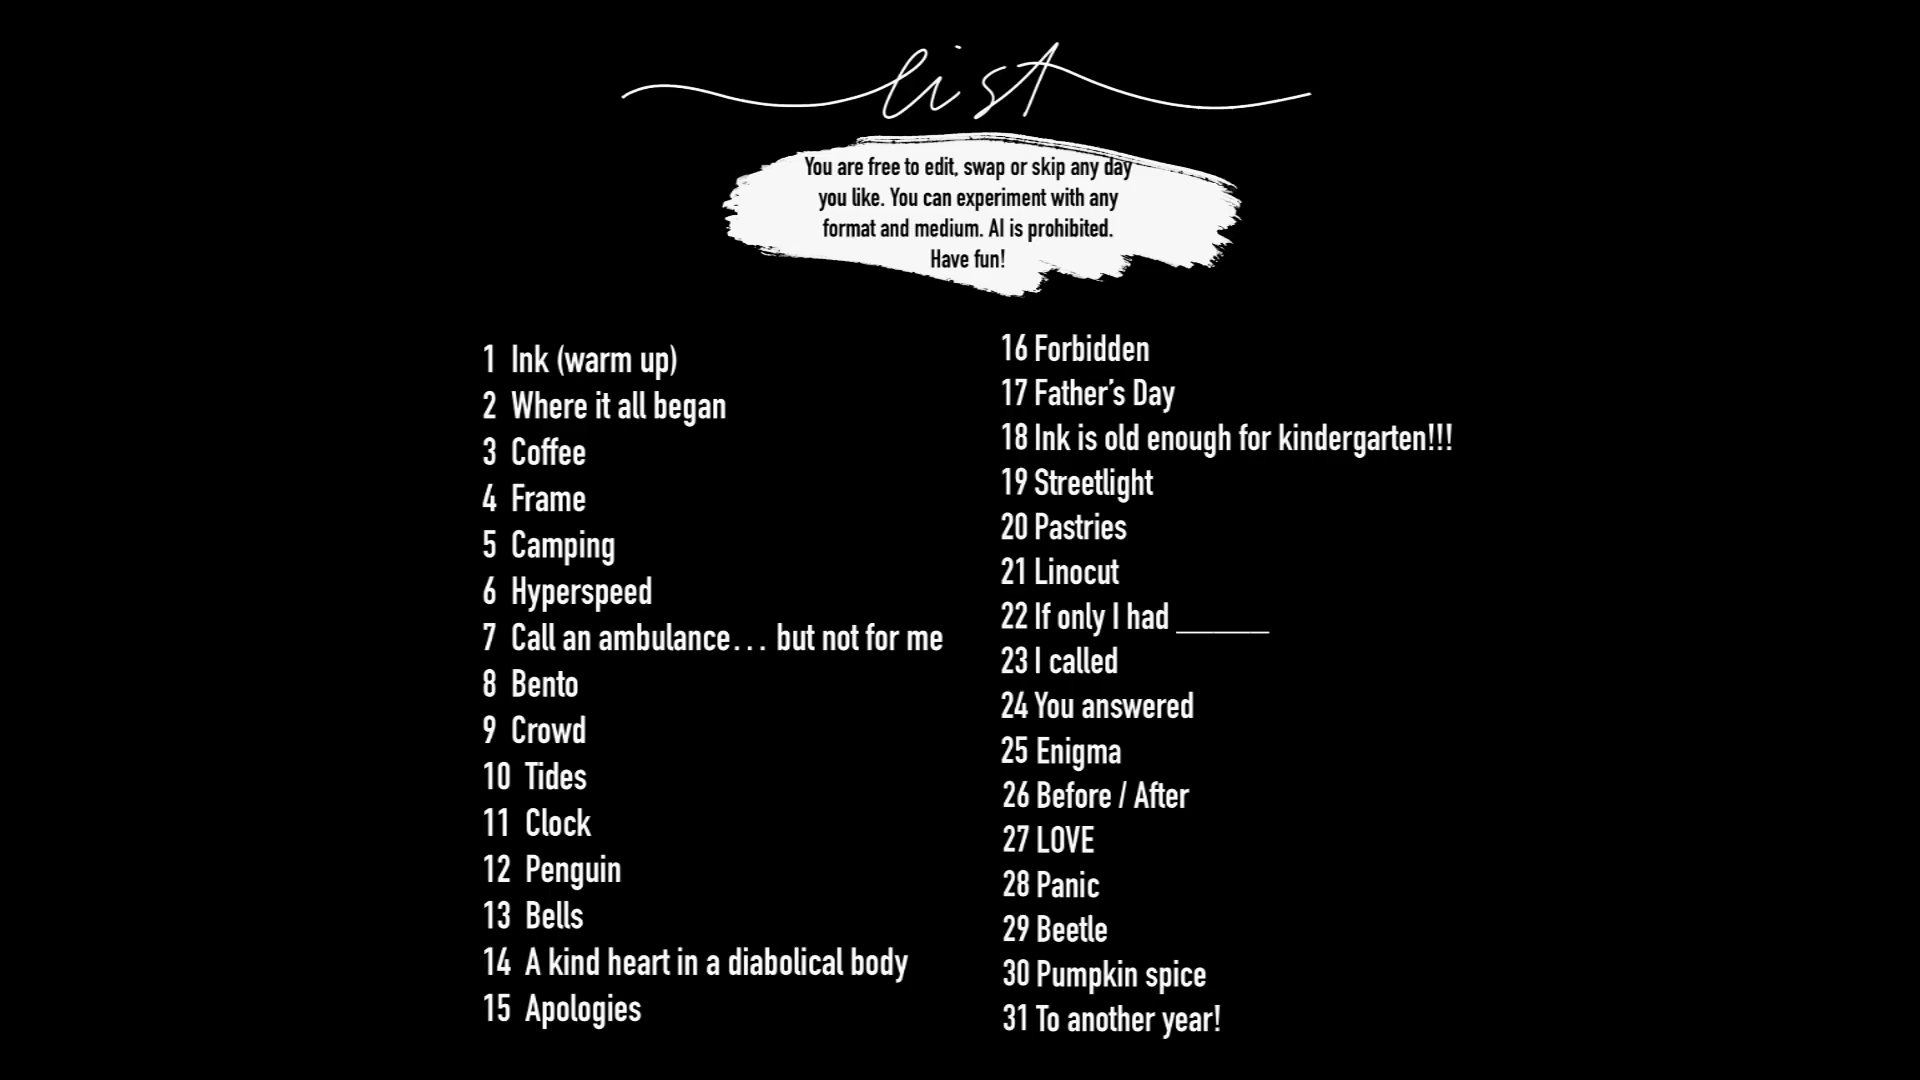 list
You are free to edit, swap or skip any day
you like. You can experiment with any
format and medium. AI is prohibited.
Have fun!
1 Ink (warm up)
2 Where it all began
3 Coffee
4 Frame
5 Camping
6 Hyperspeed
7 Call an ambulance... but not for me
8 Bento
9 Crowd
10 Tides
11 Clock
12 Penguin
13 Bells
14 A kind heart in a diabolical body
15 Apologies
16 Forbidden
17 Father’s Day
18 Ink is old enough for kindergarten!!!
19 Streetlight
20 Pastries
21 Linocut
22 If only I had _____
23 I called
24 You answered
25 Enigma
26 Before / After
27 LOVE
28 Panic
29 Beetle
30 Pumpkin spice
31 To another year!